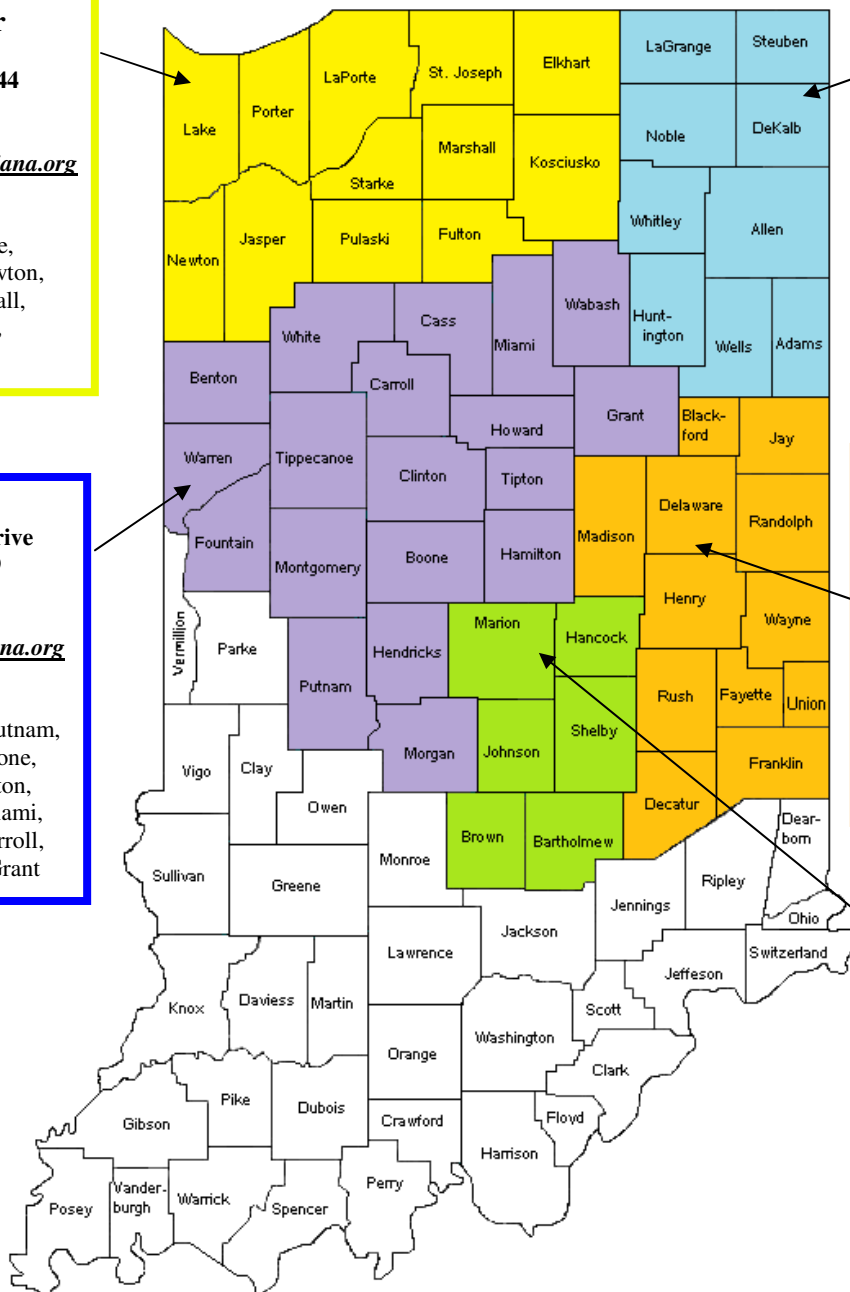 r
44
iana.org
e,
wton,
all,
,
rive
)
na.org
utnam,
one,
ton,
ami,
rroll,
Grant
LaGrange
Steuben
Elkhart
St. Joseph
LaPorte
Porter
Lake
Noble
DeKalb
Marshall
Kosciusko
Starke
Whitley
Allen
Newton
Jasper
Pulaski
Fulton
Wabash
Hunt-
ington
White
Cass
Miami
Wells
Adams
Benton
Carroll
Grant
Black-
ford
Jay
Howard
Warren
Tippecanoe
Clinton
Tipton
Delaware
Randolph
Madison
Fountain
Montgomery
Boone
Hamilton
Henry
Wayne
Vermillion
Parke
Hendricks
Marion
Hancock
Putnam
Rush
Fayette
Union
Morgan
Johnson
Shelby
Vigo
Clay
Franklin
Owen
Decatur
Dear-
born
Brown
Bartholmew
Monroe
Sullivan
Greene
Ripley
Jennings
Ohio
Jackson
Lawrence
Switzerland
Jeffeson
Knox
Daviess
Martin
Scott
Washington
Orange
Clark
Pike
Dubois
Gibson
Crawford
Floyd
Harrison
Perry
Posey
Vander-
burgh
Warrick
Spencer